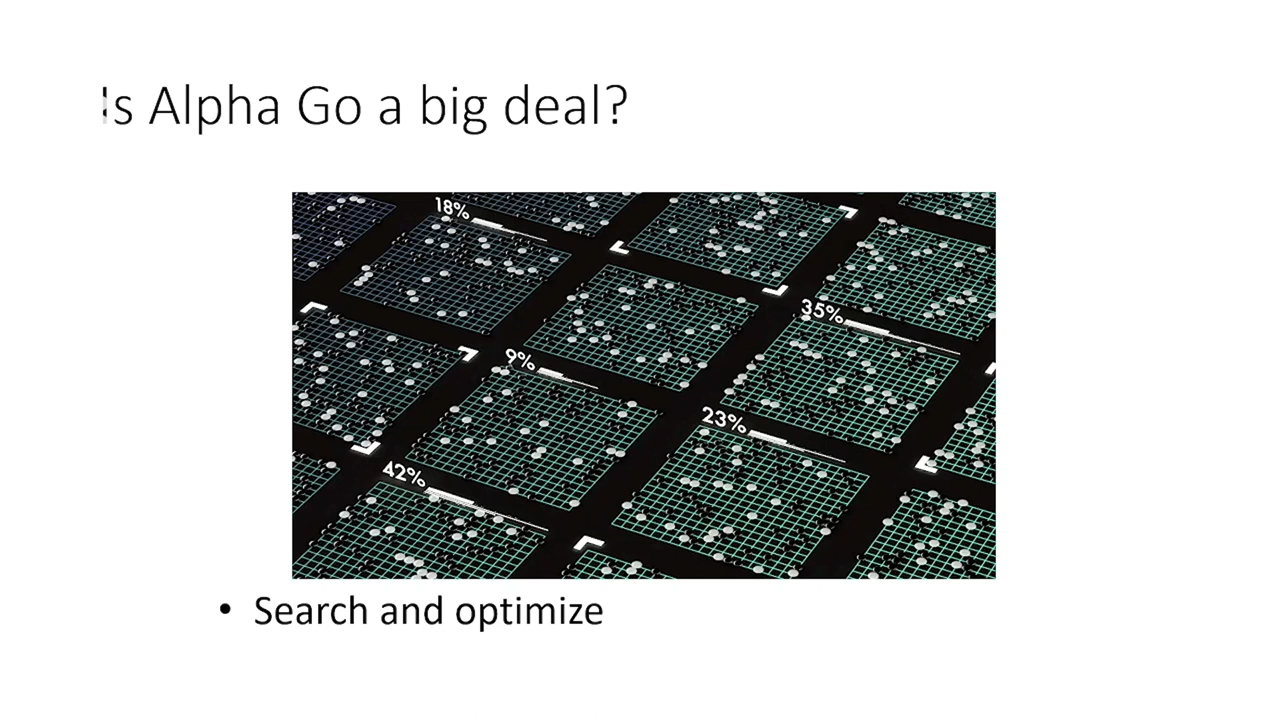 Is Alpha Go a big deal?
18%
35%
9%
23%
42%
• Search and optimize